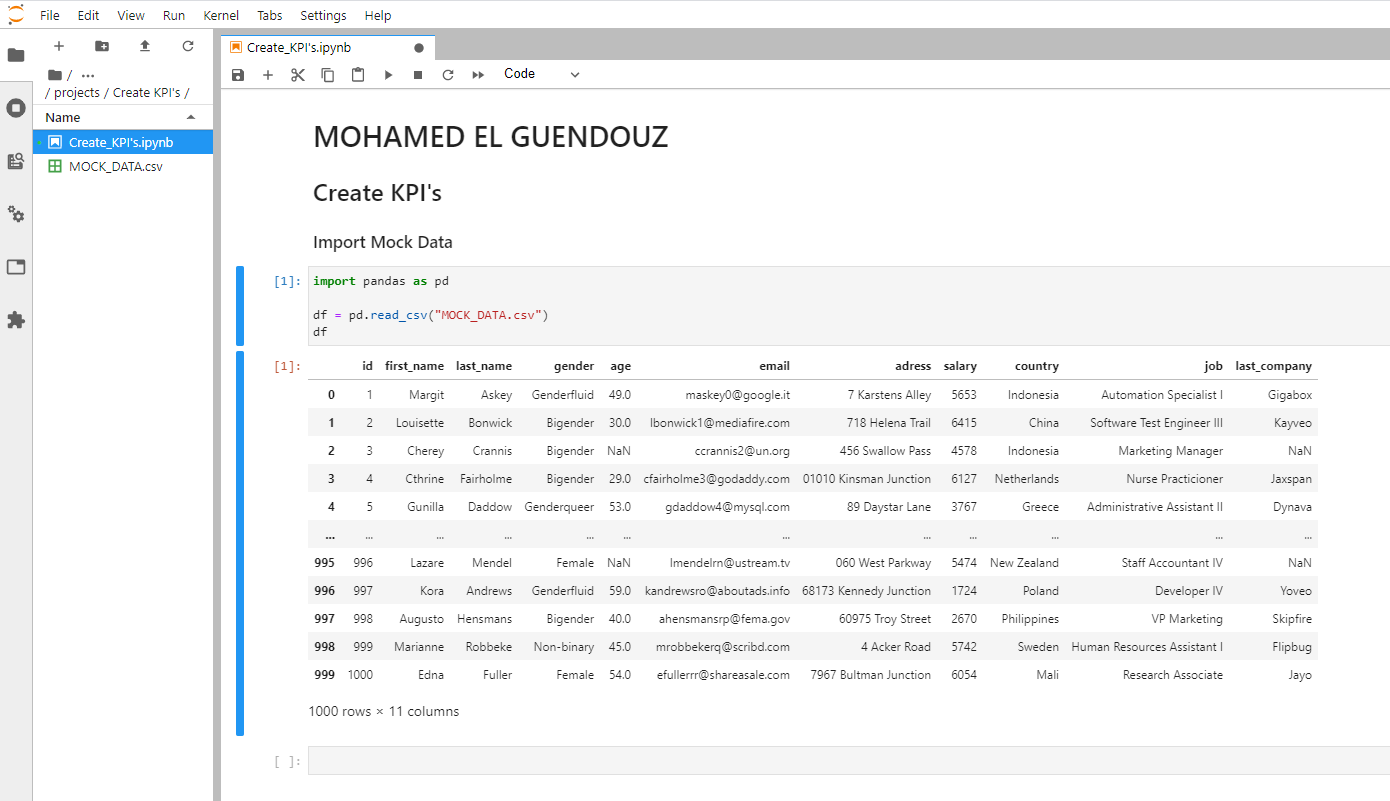 File Edit View Run Kernel Tabs Settings Help
/ …
/ projects / Create KPI's /
Name
Create_KPI's.ipynb
MOCK_DATA.csv
Create_KPI's.ipynb
Code
MOHAMED EL GUENDOUZ
Create KPI's
Import Mock Data
[1]: import pandas as pd
df = pd.read_csv("MOCK_DATA.csv")
df
[1]: id first_name last_name gender age email adress salary country job last_company
0 1 Margit Askey Genderfluid 49.0 maskey0@google.it 7 Karstens Alley 5653 Indonesia Automation Specialist I Gigabox
1 2 Louisette Bonwick Bigender 30.0 lbonwick1@mediafire.com 718 Helena Trail 6415 China Software Test Engineer III Kayveo
2 3 Cherey Crannis Bigender NaN ccrannis2@un.org 456 Swallow Pass 4578 Indonesia Marketing Manager NaN
3 4 Cthrine Fairholme Bigender 29.0 cfairholme3@godaddy.com 01010 Kinsman Junction 6127 Netherlands Nurse Practicioner Jaxspan
4 5 Gunilla Daddow Genderqueer 53.0 gdaddow4@mysql.com 89 Daystar Lane 3767 Greece Administrative Assistant II Dynava
... ... ... ... ... ... ... ... ... ... ... ...
995 996 Lazare Mendel Female NaN lmendelrn@ustream.tv 060 West Parkway 5474 New Zealand Staff Accountant IV NaN
996 997 Kora Andrews Genderfluid 59.0 kandrewsro@aboutads.info 68173 Kennedy Junction 1724 Poland Developer IV Yoveo
997 998 Augusto Hensmans Bigender 40.0 ahensmansrp@fema.gov 60975 Troy Street 2670 Philippines VP Marketing Skipfire
998 999 Marianne Robbeke Non-binary 45.0 mrobbekerq@scribd.com 4 Acker Road 5742 Sweden Human Resources Assistant I Flipbug
999 1000 Edna Fuller Female 54.0 efullerrr@shareasale.com 7967 Bultman Junction 6054 Mali Research Associate Jayo
1000 rows × 11 columns
[ ]: